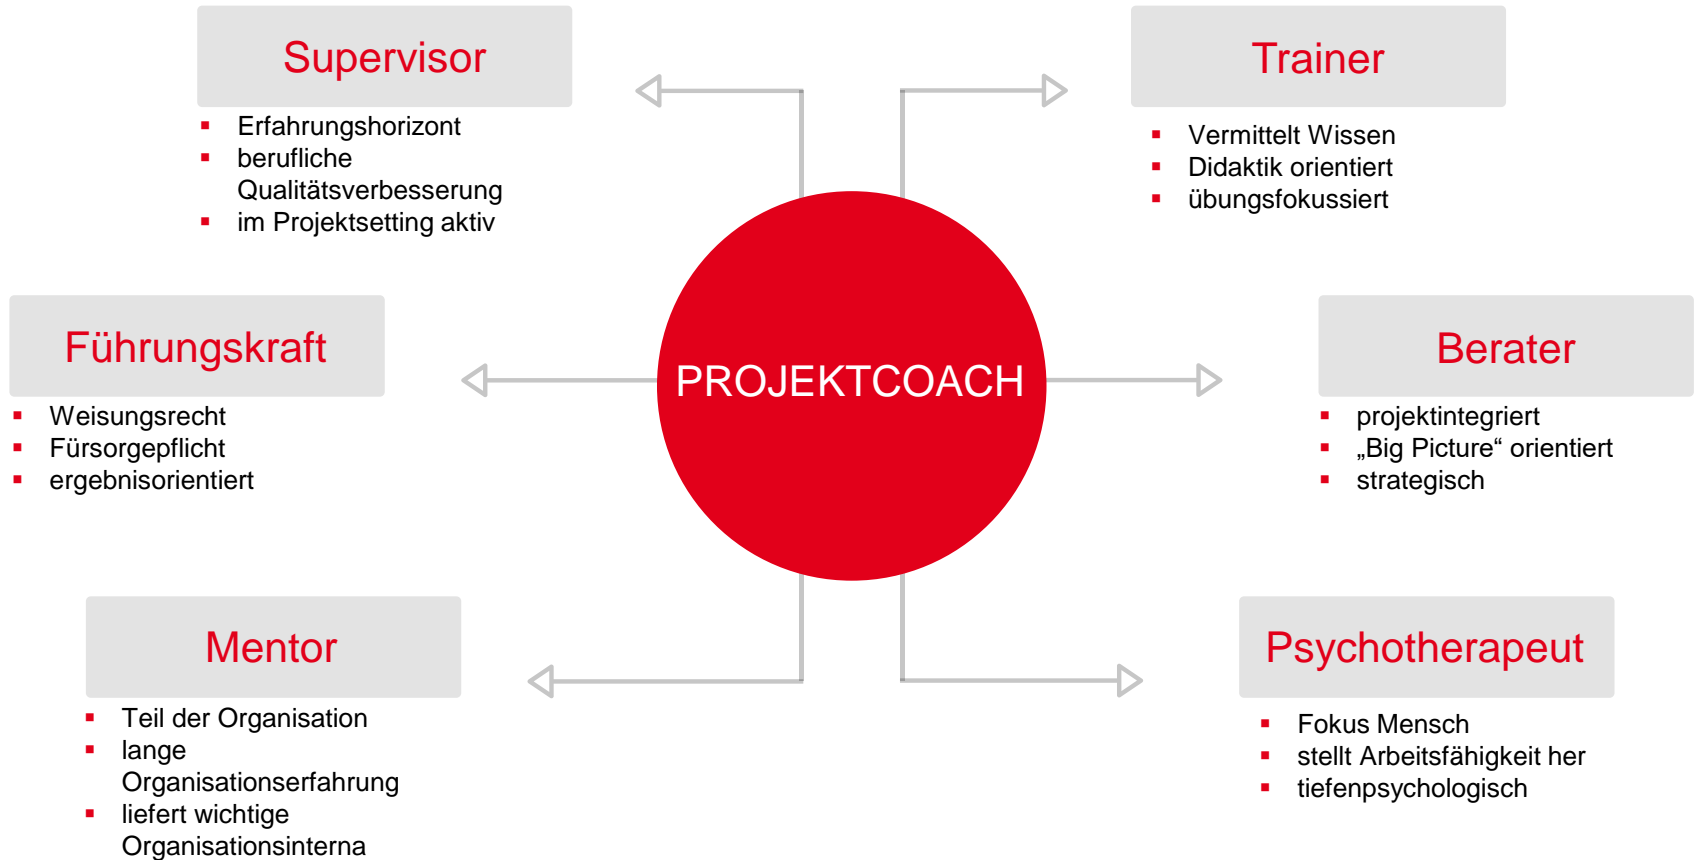 Supervisor
Erfahrungshorizont
berufliche
Qualitätsverbesserung
im Projektsetting aktiv
Trainer
Vermittelt Wissen
Didaktik orientiert
übungsfokussiert
Führungskraft
Weisungsrecht
Fürsorgepflicht
ergebnisorientiert
PROJEKTCOACH
Berater
projektintegriert
„Big Picture“ orientiert
strategisch
Mentor
Teil der Organisation
lange
Organisationserfahrung
liefert wichtige
Organisationsinterna
Psychotherapeut
Fokus Mensch
stellt Arbeitsfähigkeit her
tiefenpsychologisch